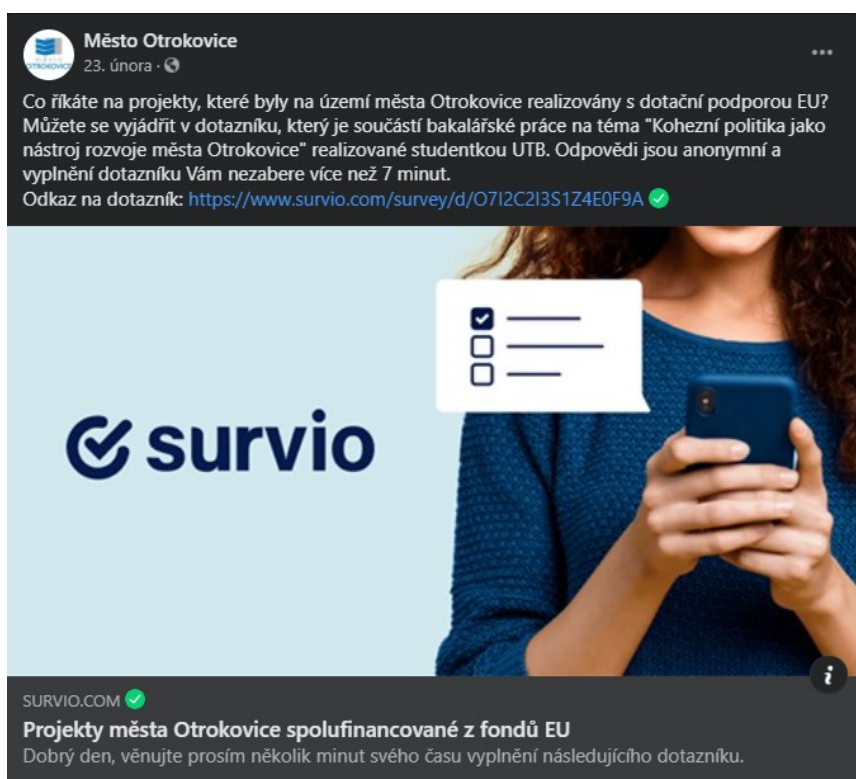 Město Otrokovice
23. února ·
Co říkáte na projekty, které byly na území města Otrokovice realizovány s dotační podporou EU?
Můžete se vyjádřit v dotazníku, který je součástí bakalářské práce na téma "Kohezní politika jako
nástroj rozvoje města Otrokovice" realizované studentkou UTB. Odpovědi jsou anonymní a
vyplnění dotazníku Vám nezabere více než 7 minut.
Odkaz na dotazník: https://www.survio.com/survey/d/O7I2C2I3S1Z4E0F9A
survio
SURVIO.COM
Projekty města Otrokovice spolufinancované z fondů EU
Dobrý den, věnujte prosím několik minut svého času vyplnění následujícího dotazníku.